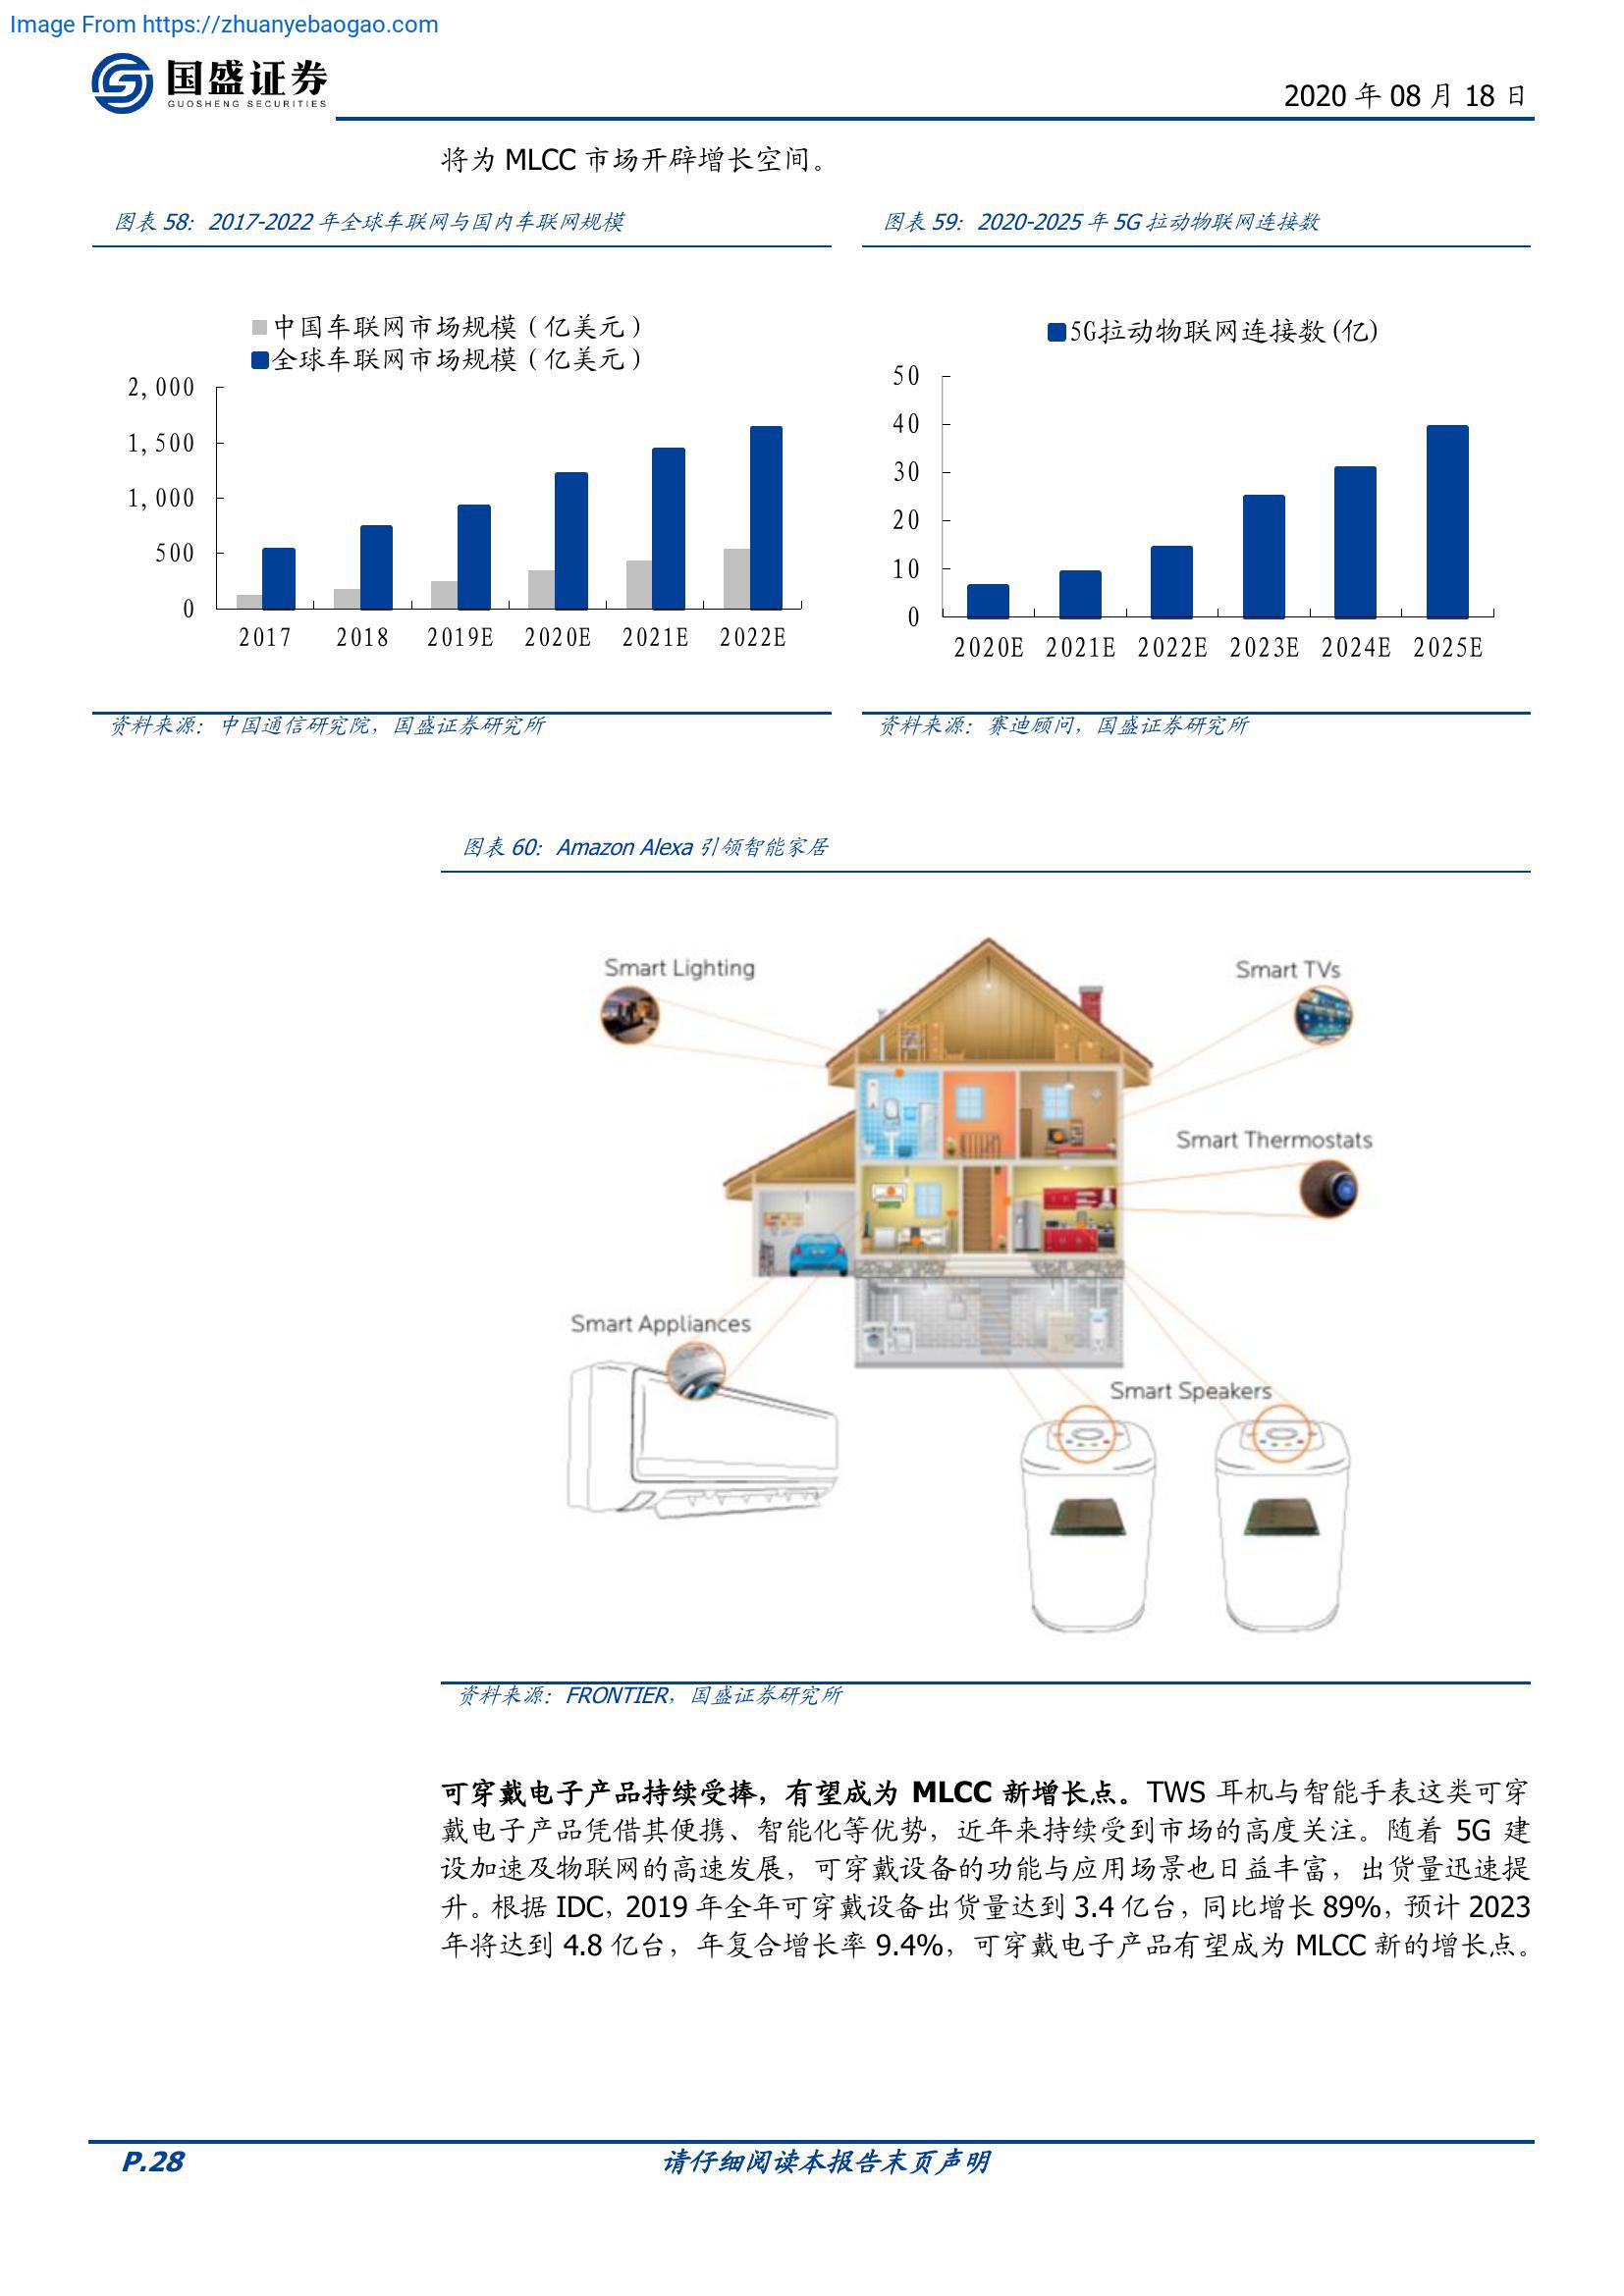 Image From https://zhuanyebaogao.com
国盛证券
GUOSHENG SECURITIES
2020 年 08 月 18 日
将为 MLCC 市场开辟增长空间。
图表 58：2017-2022 年全球车联网与国内车联网规模
中国车联网市场规模（亿美元）
全球车联网市场规模（亿美元）
2,000
1,500
1,000
500
0
2017 2018 2019E 2020E 2021E 2022E
资料来源：中国通信研究院，国盛证券研究所
图表 59：2020-2025 年 5G 拉动物联网连接数
5G拉动物联网连接数(亿)
50
40
30
20
10
0
2020E 2021E 2022E 2023E 2024E 2025E
资料来源：赛迪顾问，国盛证券研究所
图表 60：Amazon Alexa 引领智能家居
Smart Lighting
Smart TVs
Smart Thermostats
Smart Appliances
Smart Speakers
资料来源：FRONTIER，国盛证券研究所
可穿戴电子产品持续受捧，有望成为 MLCC 新增长点。TWS 耳机与智能手表这类可穿
戴电子产品凭借其便携、智能化等优势，近年来持续受到市场的高度关注。随着 5G 建
设加速及物联网的高速发展，可穿戴设备的功能与应用场景也日益丰富，出货量迅速提
升。根据 IDC，2019 年全年可穿戴设备出货量达到 3.4 亿台，同比增长 89%，预计 2023
年将达到 4.8 亿台，年复合增长率 9.4%，可穿戴电子产品有望成为 MLCC 新的增长点。
P.28
请仔细阅读本报告末页声明